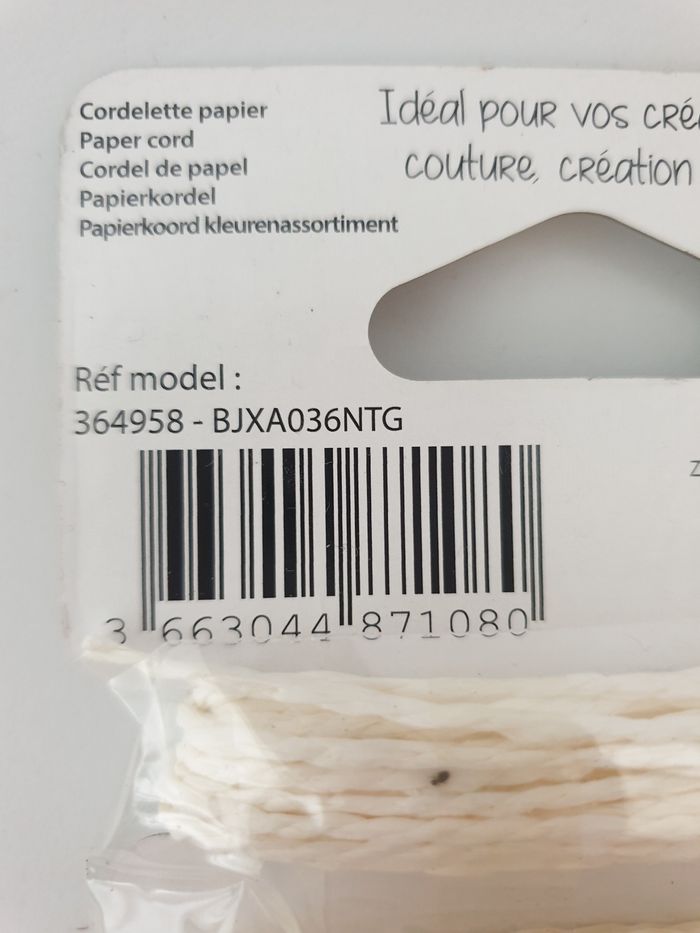 Cordelette papier
Paper cord
Cordel de papel
Papierkordel
Papierkoord kleurenassortiment
Idéal pour vos
couture, création
Réf model :
364958 - BJXA036NTG
3 663044 871080